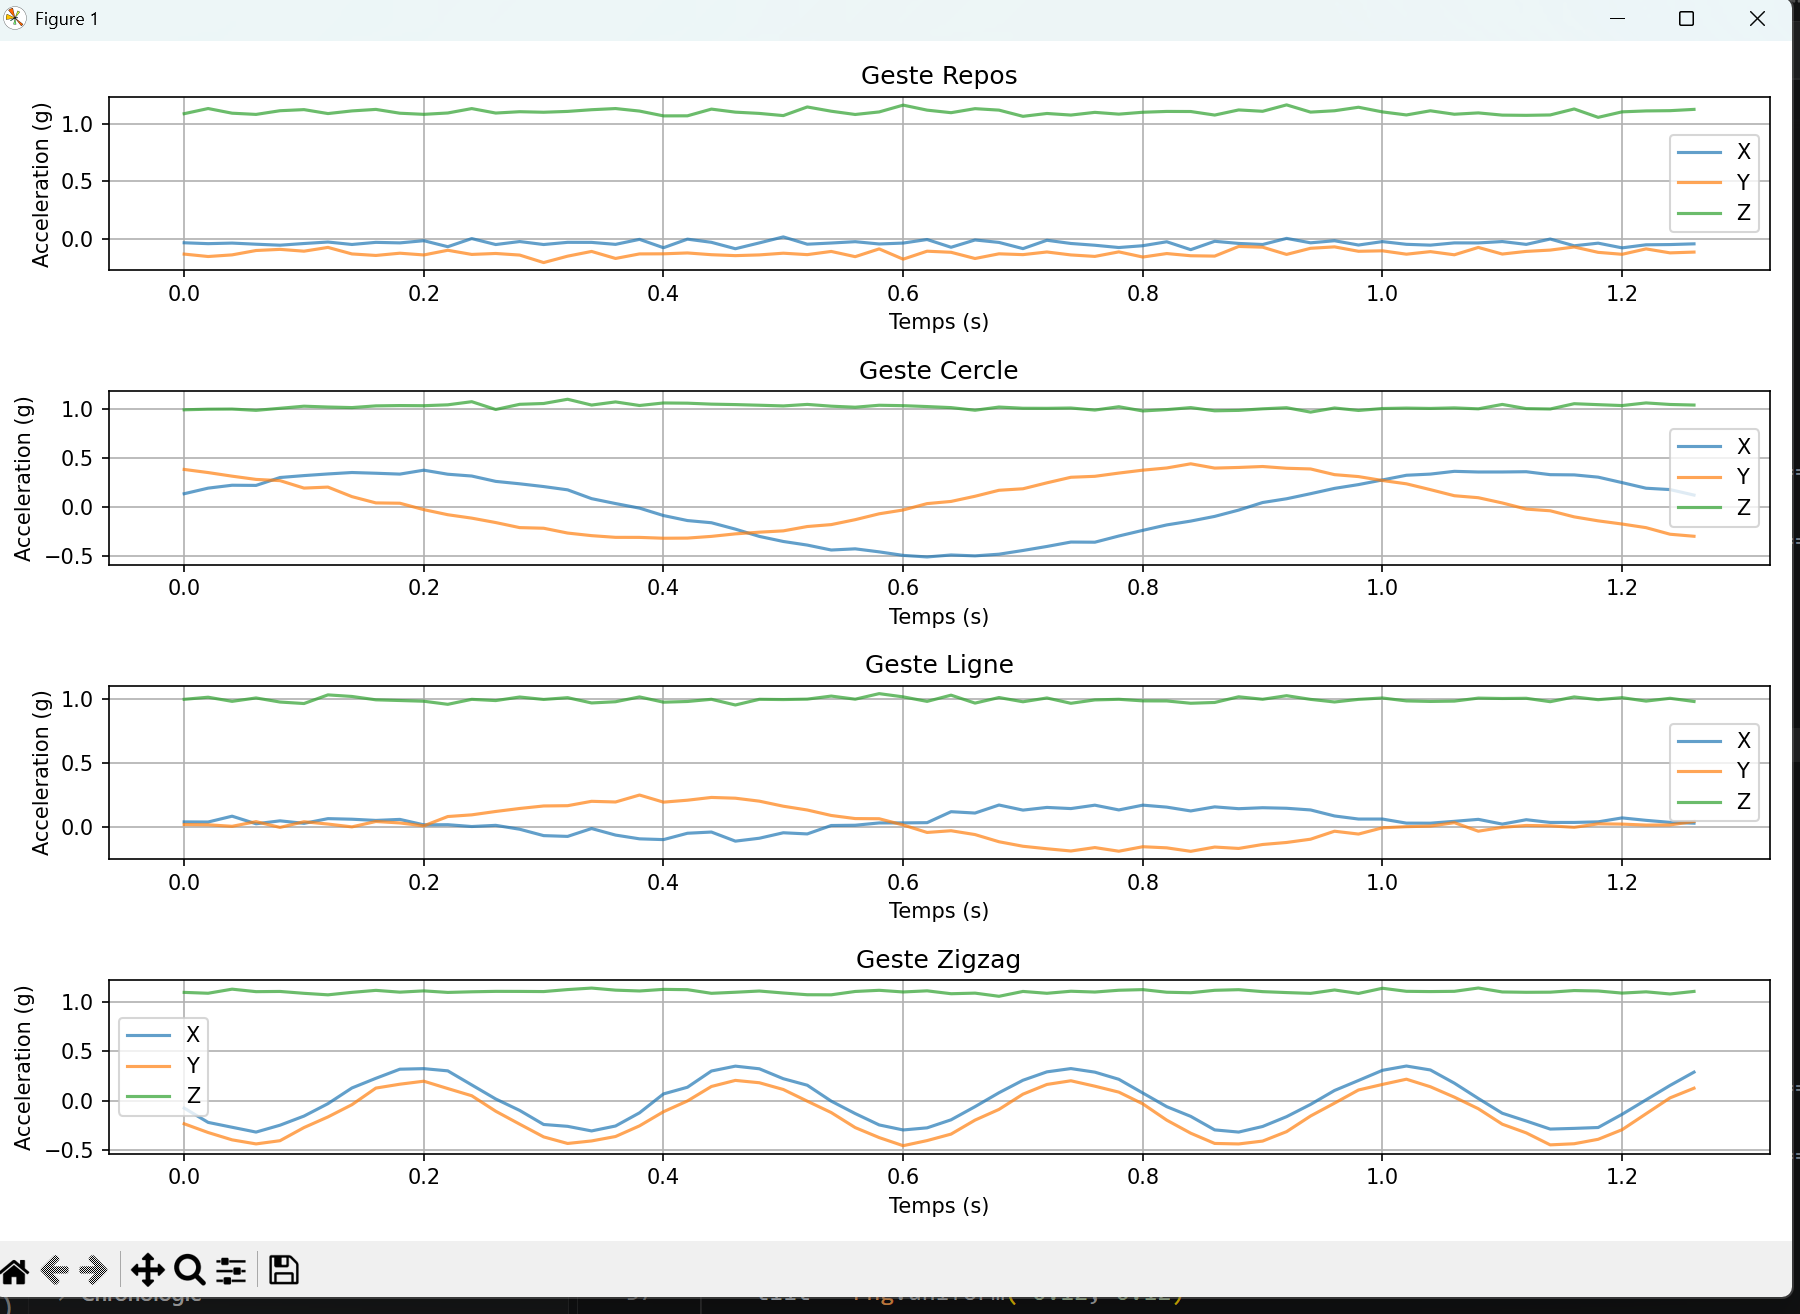 Figure 1
Geste Repos
Acceleration (g)
1.0
0.5
0.0
X
Y
Z
0.0 0.2 0.4 0.6 0.8 1.0 1.2
Temps (s)
Geste Cercle
Acceleration (g)
1.0
0.5
0.0
−0.5
X
Y
Z
0.0 0.2 0.4 0.6 0.8 1.0 1.2
Temps (s)
Geste Ligne
Acceleration (g)
1.0
0.5
0.0
X
Y
Z
0.0 0.2 0.4 0.6 0.8 1.0 1.2
Temps (s)
Geste Zigzag
Acceleration (g)
1.0
0.5
0.0
−0.5
X
Y
Z
0.0 0.2 0.4 0.6 0.8 1.0 1.2
Temps (s)